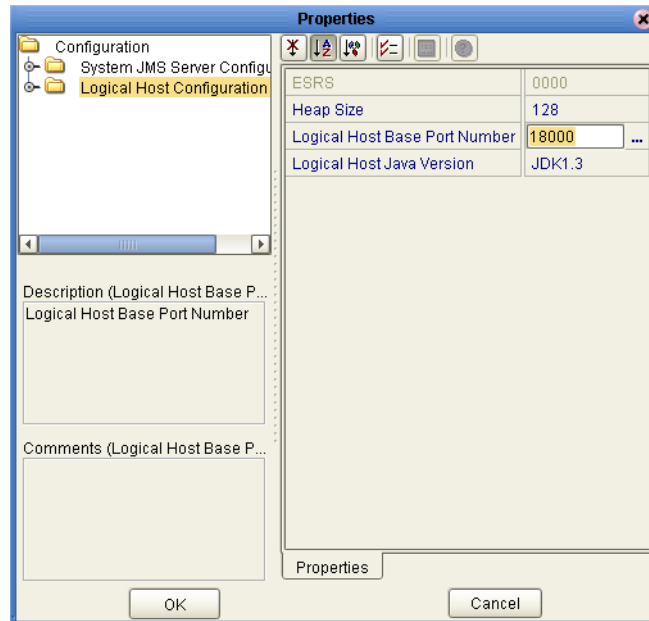 Properties
Configuration
System JMS Server Configu
Logical Host Configuration
ESRS 0000
Heap Size 128
Logical Host Base Port Number 18000 ...
Logical Host Java Version JDK1.3
Description (Logical Host Base P...
Logical Host Base Port Number
Comments (Logical Host Base P...
Properties
OK
Cancel